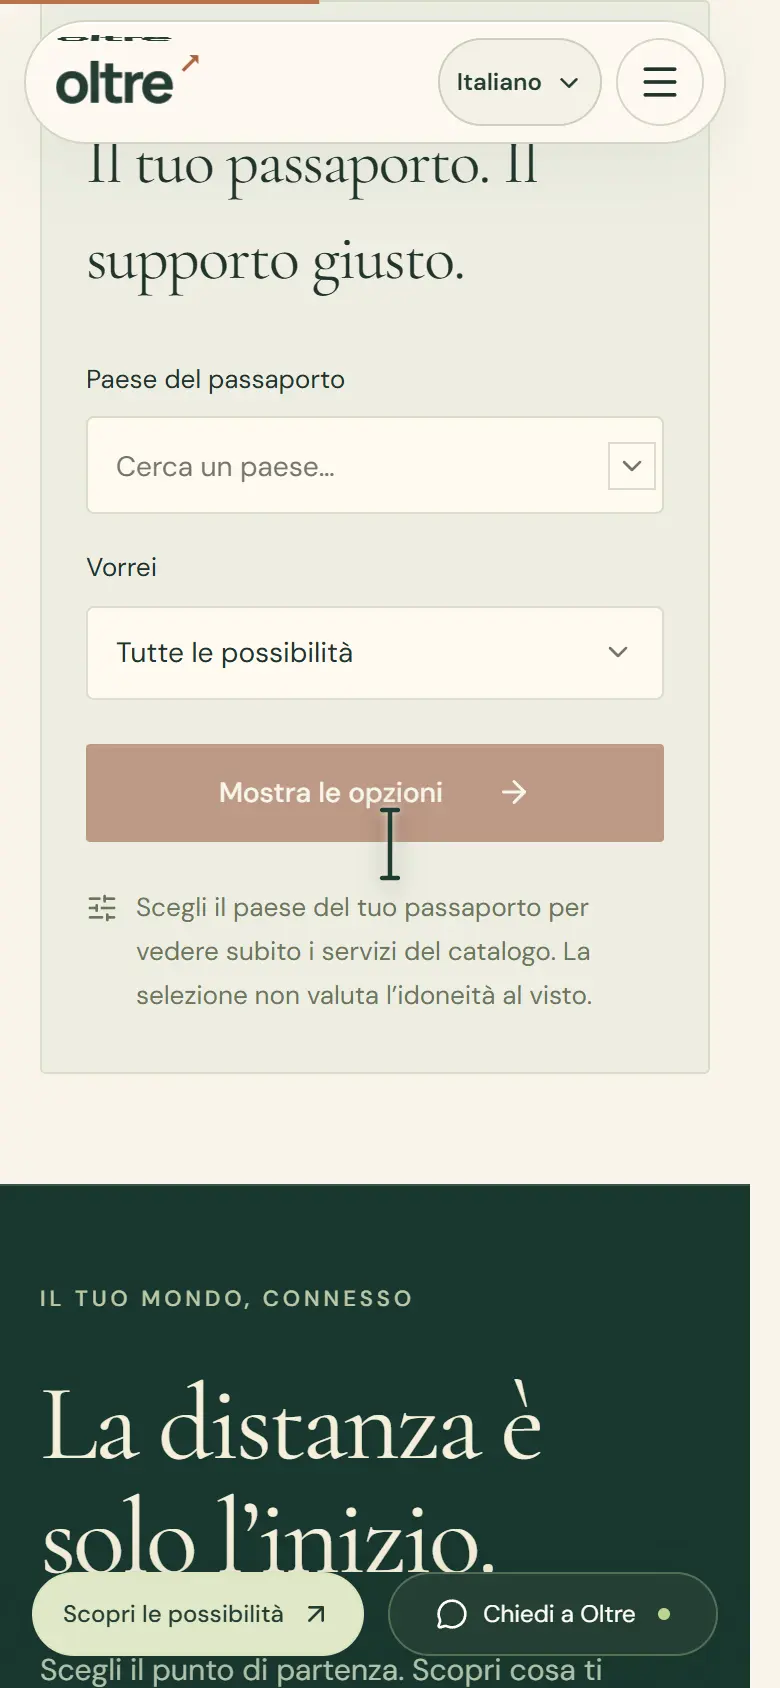 oltre
oltre
Italiano
Il tuo passaporto. Il
supporto giusto.
Paese del passaporto
Cerca un paese...
Vorrei
Tutte le possibilità
Mostra le opzioni
Scegli il paese del tuo passaporto per
vedere subito i servizi del catalogo. La
selezione non valuta l’idoneità al visto.
IL TUO MONDO, CONNESSO
La distanza è
solo l’inizio.
Scopri le possibilità
Chiedi a Oltre
Scegli il punto di partenza. Scopri cosa ti